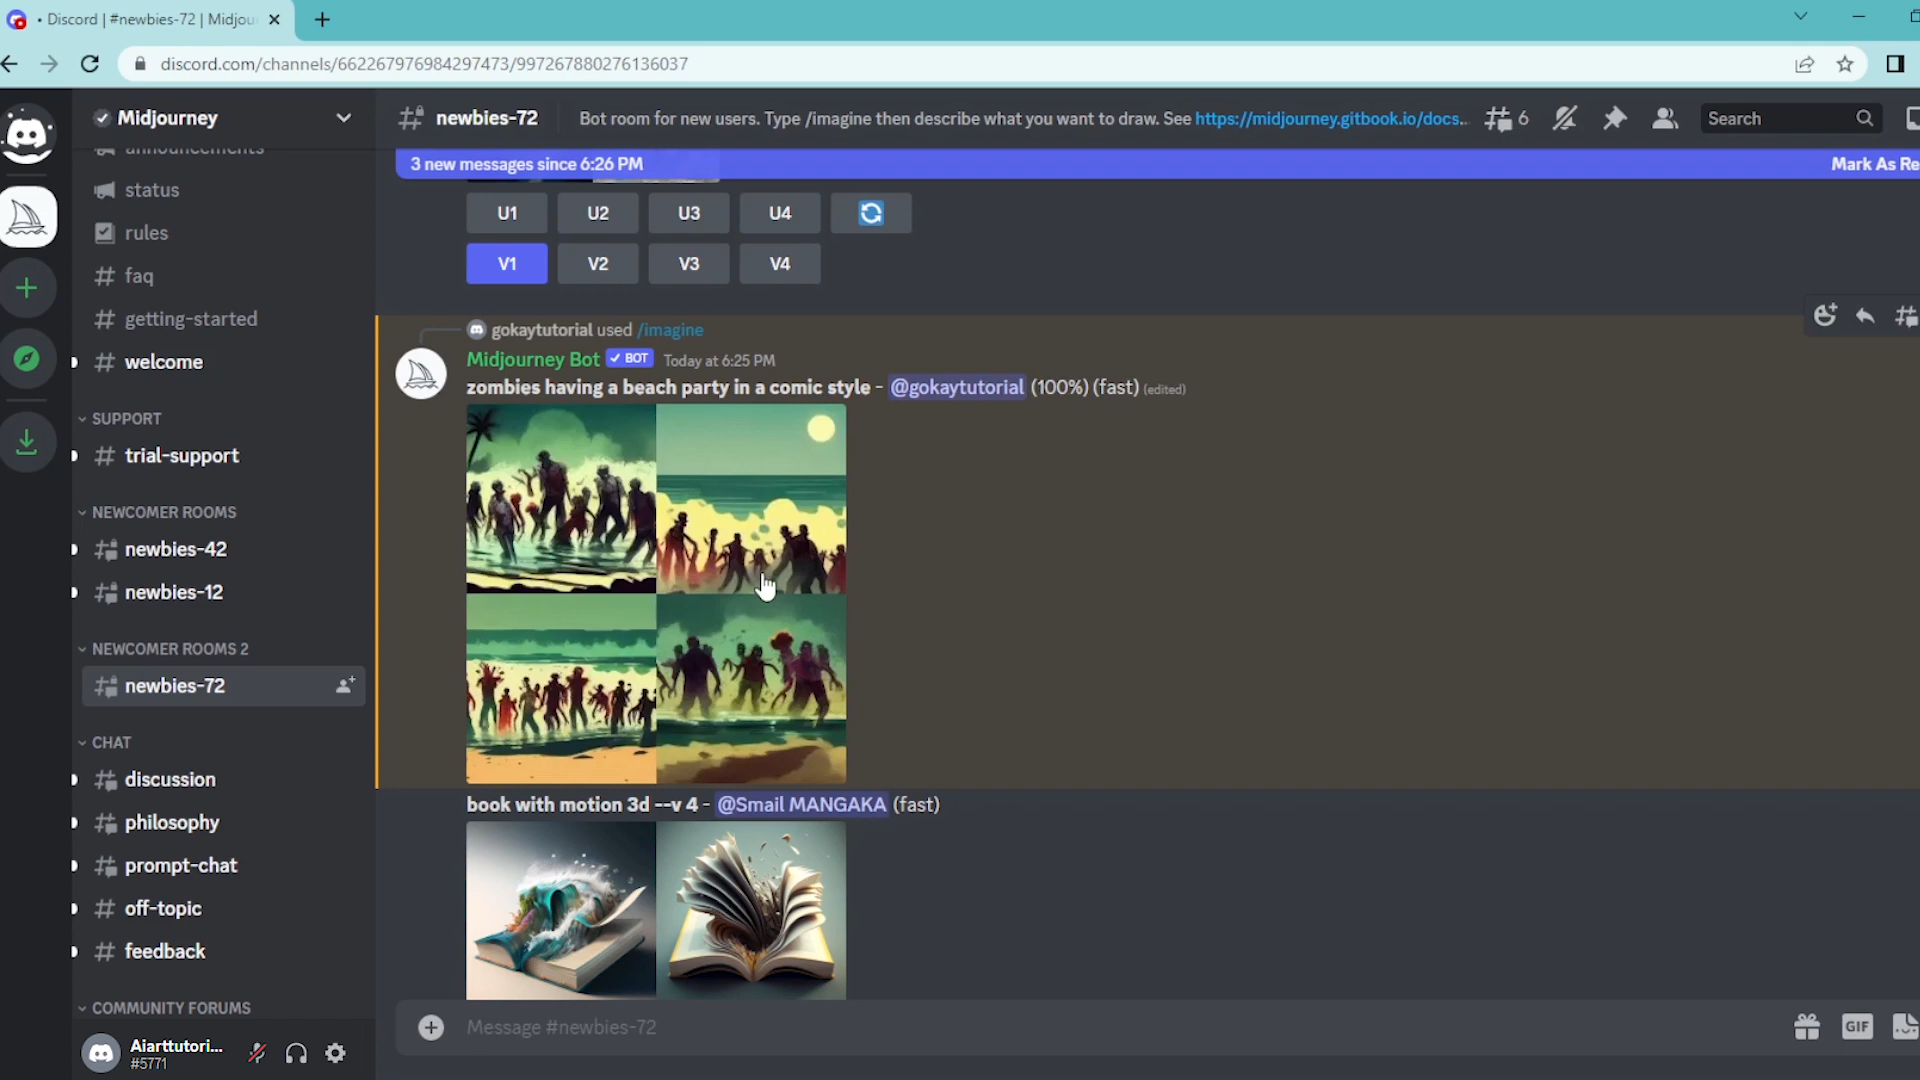 • Discord | #newbies-72 | Midjou
discord.com/channels/662267976984297473/997267880276136037
Midjourney
announcements
status
rules
faq
getting-started
welcome
SUPPORT
trial-support
NEWCOMER ROOMS
newbies-42
newbies-12
NEWCOMER ROOMS 2
newbies-72
CHAT
discussion
philosophy
prompt-chat
off-topic
feedback
COMMUNITY FORUMS
Aiarttutori...
#5771
newbies-72
Bot room for new users. Type /imagine then describe what you want to draw. See https://midjourney.gitbook.io/docs...
6
Search
3 new messages since 6:26 PM
Mark As Re
U1 U2 U3 U4
V1 V2 V3 V4
gokaytutorial used /imagine
Midjourney Bot ✓ BOT Today at 6:25 PM
zombies having a beach party in a comic style - @gokaytutorial (100%) (fast) (edited)
book with motion 3d --v 4 - @Smail MANGAKA (fast)
Message #newbies-72
GIF